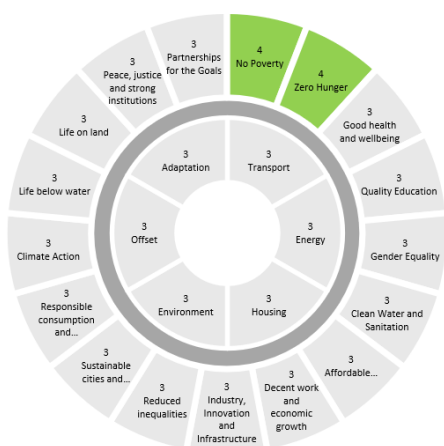 4
No Poverty
4
Zero Hunger
3
Good health
and wellbeing
3
Quality Education
3
Gender Equality
3
Clean Water and
Sanitation
3
Affordable...
3
Decent work
and
economic
growth
3
Industry,
Innovation
and
Infrastructure
3
Reduced
inequalities
3
Sustainable
cities and...
3
Responsible
consumption
and...
3
Climate Action
3
Life below water
3
Life on land
3
Peace, justice
and strong
institutions
3
Partnerships
for the Goals
3
Transport
3
Energy
3
Housing
3
Environment
3
Offset
3
Adaptation